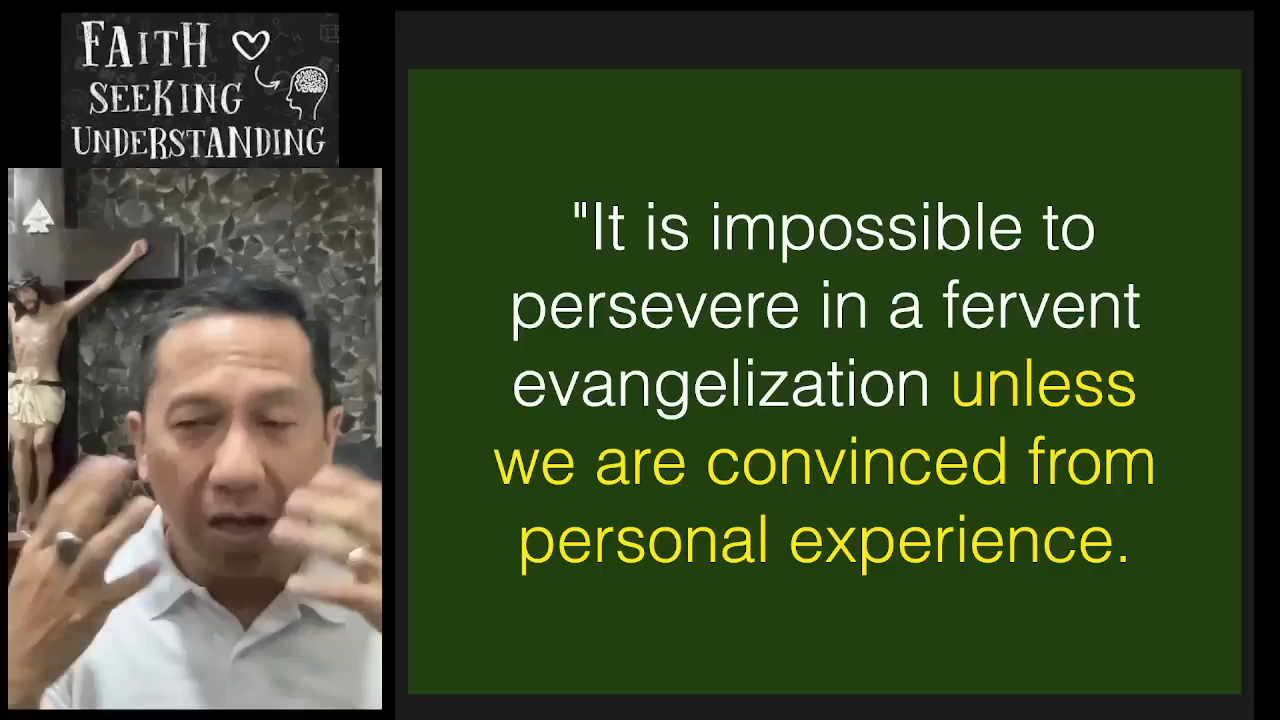 FAITH
SEEKING
UNDERSTANDING
"It is impossible to
persevere in a fervent
evangelization unless
we are convinced from
personal experience.